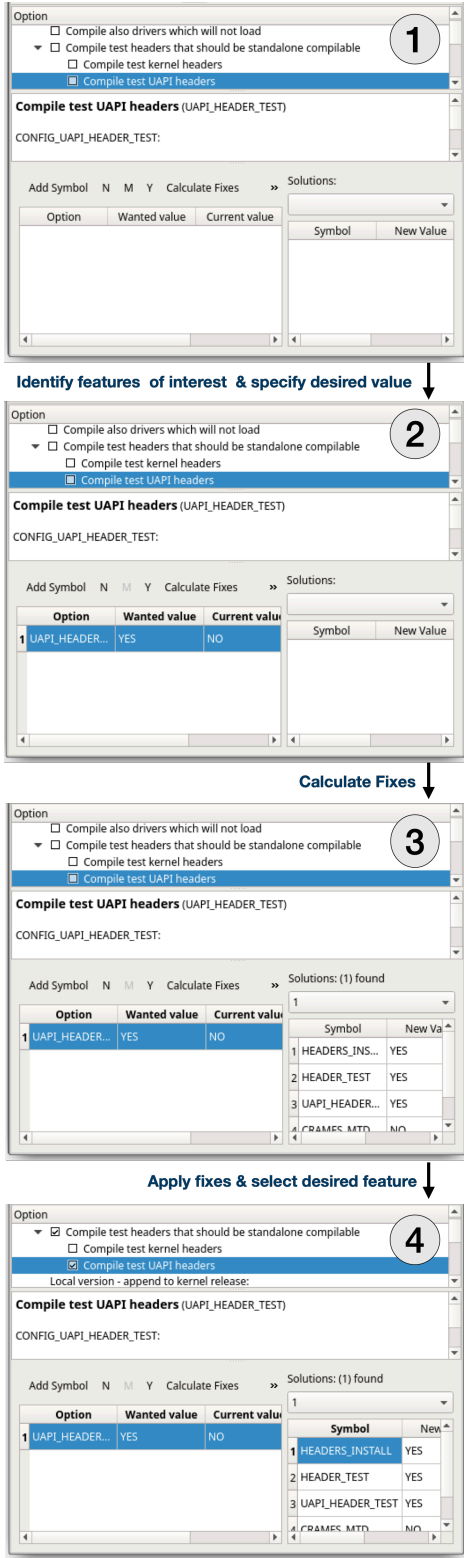 Option
1
Compile also drivers which will not load
Compile test headers that should be standalone compilable
Compile test kernel headers
Compile test UAPI headers
Compile test UAPI headers (UAPI_HEADER_TEST)
CONFIG_UAPI_HEADER_TEST:
Add Symbol N M Y Calculate Fixes » Solutions:
Option Wanted value Current value
Symbol New Value
Identify features of interest & specify desired value
Option
2
Compile also drivers which will not load
Compile test headers that should be standalone compilable
Compile test kernel headers
Compile test UAPI headers
Compile test UAPI headers (UAPI_HEADER_TEST)
CONFIG_UAPI_HEADER_TEST:
Add Symbol N M Y Calculate Fixes » Solutions:
Option Wanted value Current value
Symbol New Value
1 UAPI_HEADER... YES NO
Calculate Fixes
Option
3
Compile also drivers which will not load
Compile test headers that should be standalone compilable
Compile test kernel headers
Compile test UAPI headers
Compile test UAPI headers (UAPI_HEADER_TEST)
CONFIG_UAPI_HEADER_TEST:
Add Symbol N M Y Calculate Fixes » Solutions: (1) found
1
Option Wanted value Current value
1 UAPI_HEADER... YES NO
Symbol New Va
1 HEADERS_INS... YES
2 HEADER_TEST YES
3 UAPI_HEADER... YES
4 CRAMFS_MTD NO
Apply fixes & select desired feature
Option
4
Compile test headers that should be standalone compilable
Compile test kernel headers
Compile test UAPI headers
Local version - append to kernel release:
Compile test UAPI headers (UAPI_HEADER_TEST)
CONFIG_UAPI_HEADER_TEST:
Add Symbol N M Y Calculate Fixes » Solutions: (1) found
1
Option Wanted value Current value
1 UAPI_HEADER... YES NO
Symbol New
1 HEADERS_INSTALL YES
2 HEADER_TEST YES
3 UAPI_HEADER_TEST YES
4 CRAMFS_MTD NO